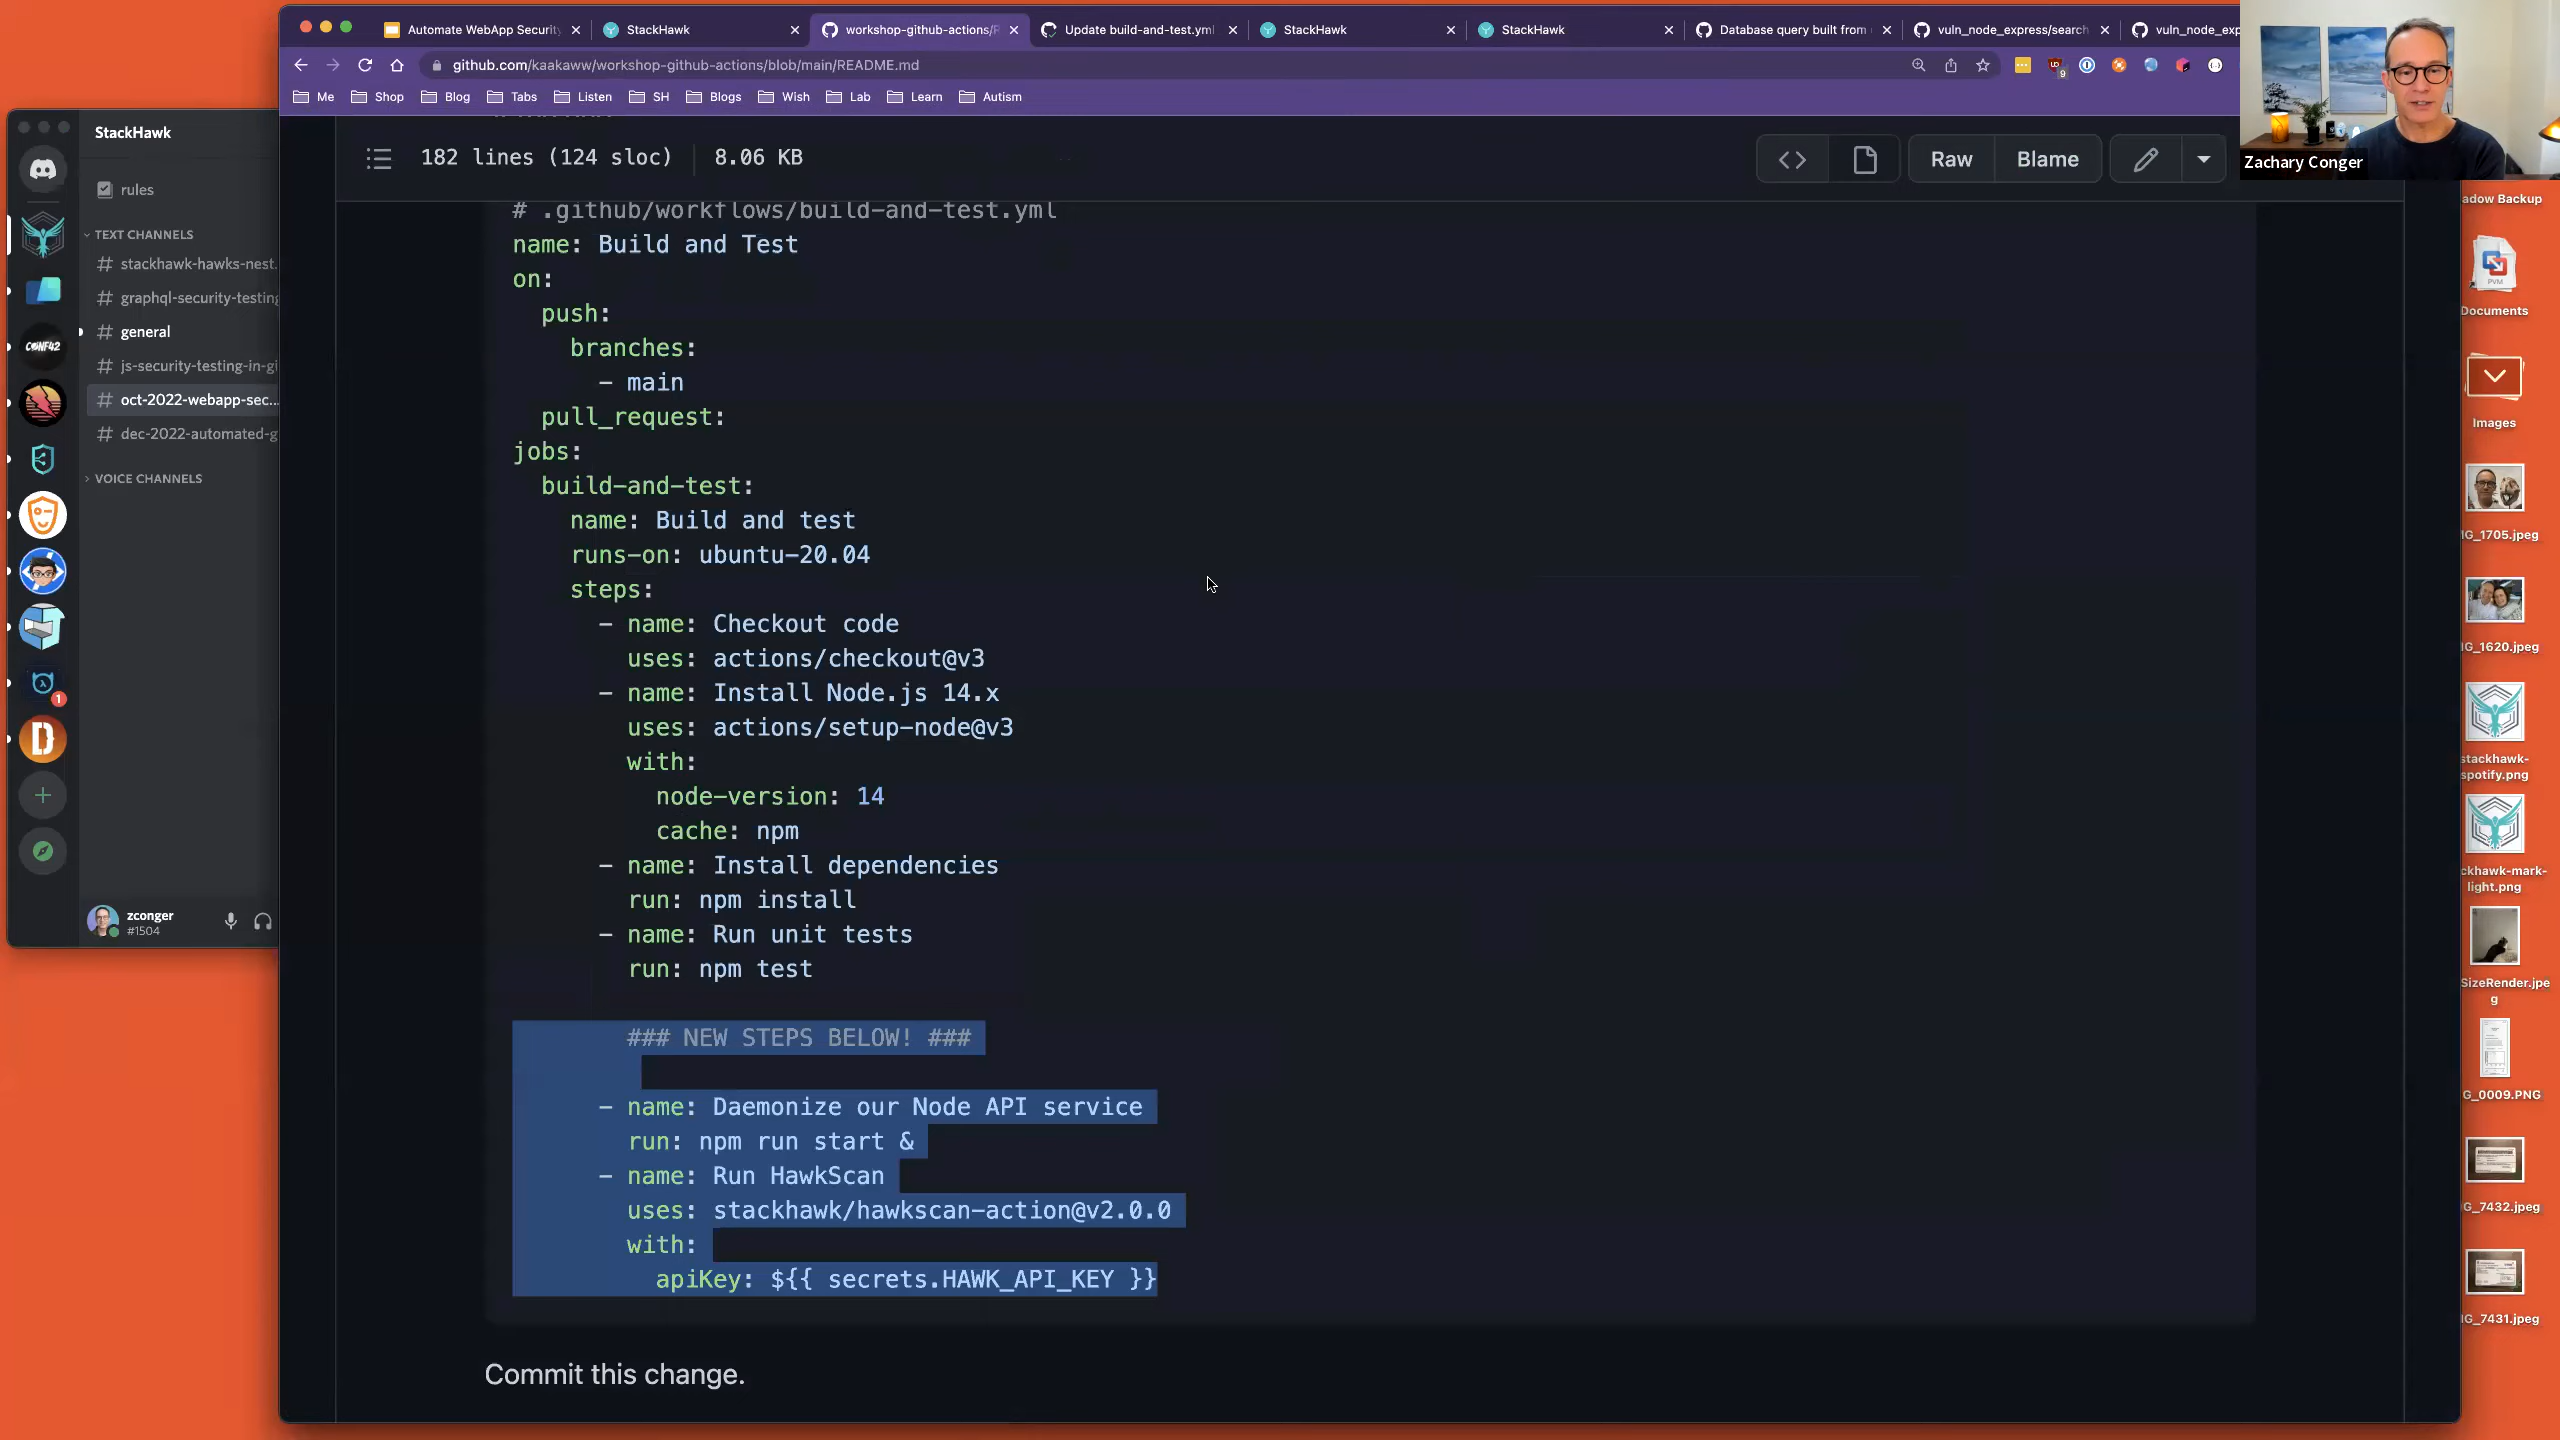 Automate WebApp Security
StackHawk
workshop-github-actions/R
Update build-and-test.yml
StackHawk
StackHawk
Database query built from
vuln_node_express/search
vuln_node_exp
github.com/kaakaww/workshop-github-actions/blob/main/README.md
Me
Shop
Blog
Tabs
Listen
SH
Blogs
Wish
Lab
Learn
Autism
9
Zachary Conger
StackHawk
rules
TEXT CHANNELS
# stackhawk-hawks-nest.
# graphql-security-testing
# general
# js-security-testing-in-gi
# oct-2022-webapp-sec...
# dec-2022-automated-g
VOICE CHANNELS
CONF42
1
zconger
#1504
182 lines (124 sloc)
8.06 KB
Raw
Blame
# .github/workflows/build-and-test.yml
name: Build and Test
on:
push:
branches:
- main
pull_request:
jobs:
build-and-test:
name: Build and test
runs-on: ubuntu-20.04
steps:
- name: Checkout code
uses: actions/checkout@v3
- name: Install Node.js 14.x
uses: actions/setup-node@v3
with:
node-version: 14
cache: npm
- name: Install dependencies
run: npm install
- name: Run unit tests
run: npm test
### NEW STEPS BELOW! ###
- name: Daemonize our Node API service
run: npm run start &
- name: Run HawkScan
uses: stackhawk/hawkscan-action@v2.0.0
with:
apiKey: ${{ secrets.HAWK_API_KEY }}
Commit this change.
adow Backup
PVM
Documents
Images
G_1705.jpeg
G_1620.jpeg
stackhawk-
spotify.png
ckhawk-mark-
light.png
SizeRender.jpe
g
G_0009.PNG
G_7432.jpeg
G_7431.jpeg